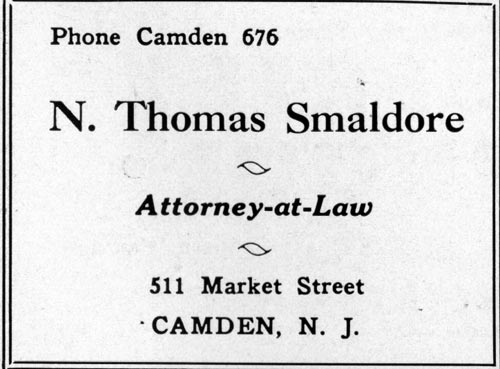 Phone Camden 676
N. Thomas Smaldore
Attorney-at-Law
511 Market Street
CAMDEN, N. J.